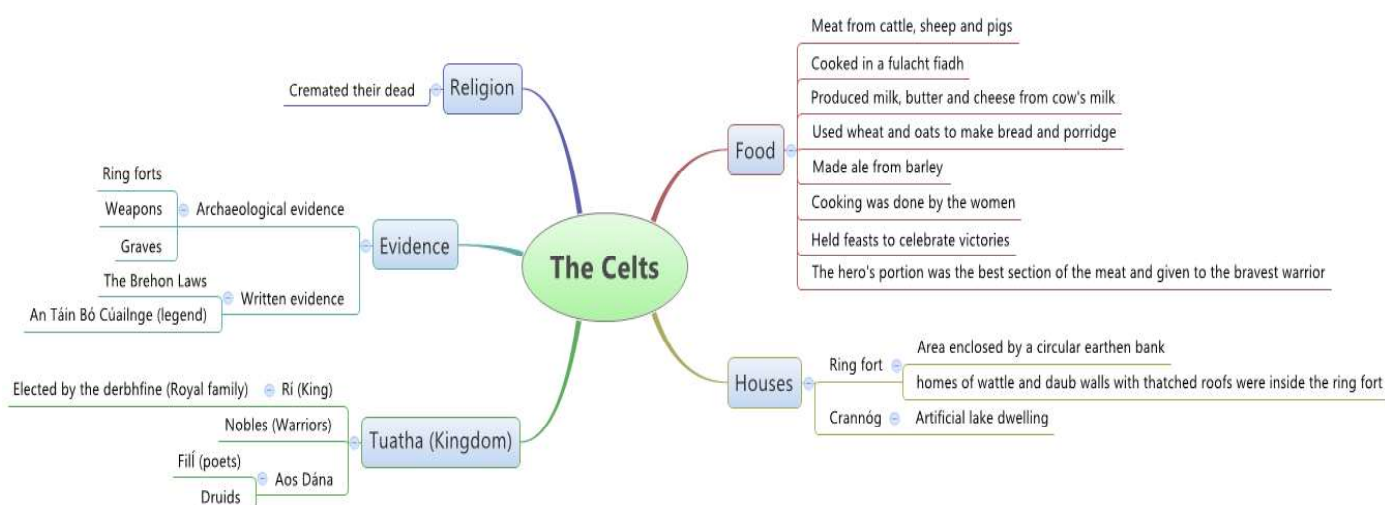 The Celts
Religion
Cremated their dead
Evidence
Archaeological evidence
Ring forts
Weapons
Graves
Written evidence
The Brehon Laws
An Táin Bó Cúailnge (legend)
Tuatha (Kingdom)
Rí (King)
Elected by the derbhfine (Royal family)
Nobles (Warriors)
Aos Dána
FilÍ (poets)
Druids
Food
Meat from cattle, sheep and pigs
Cooked in a fulacht fiadh
Produced milk, butter and cheese from cow's milk
Used wheat and oats to make bread and porridge
Made ale from barley
Cooking was done by the women
Held feasts to celebrate victories
The hero's portion was the best section of the meat and given to the bravest warrior
Houses
Ring fort
Area enclosed by a circular earthen bank
homes of wattle and daub walls with thatched roofs were inside the ring fort
Crannóg
Artificial lake dwelling